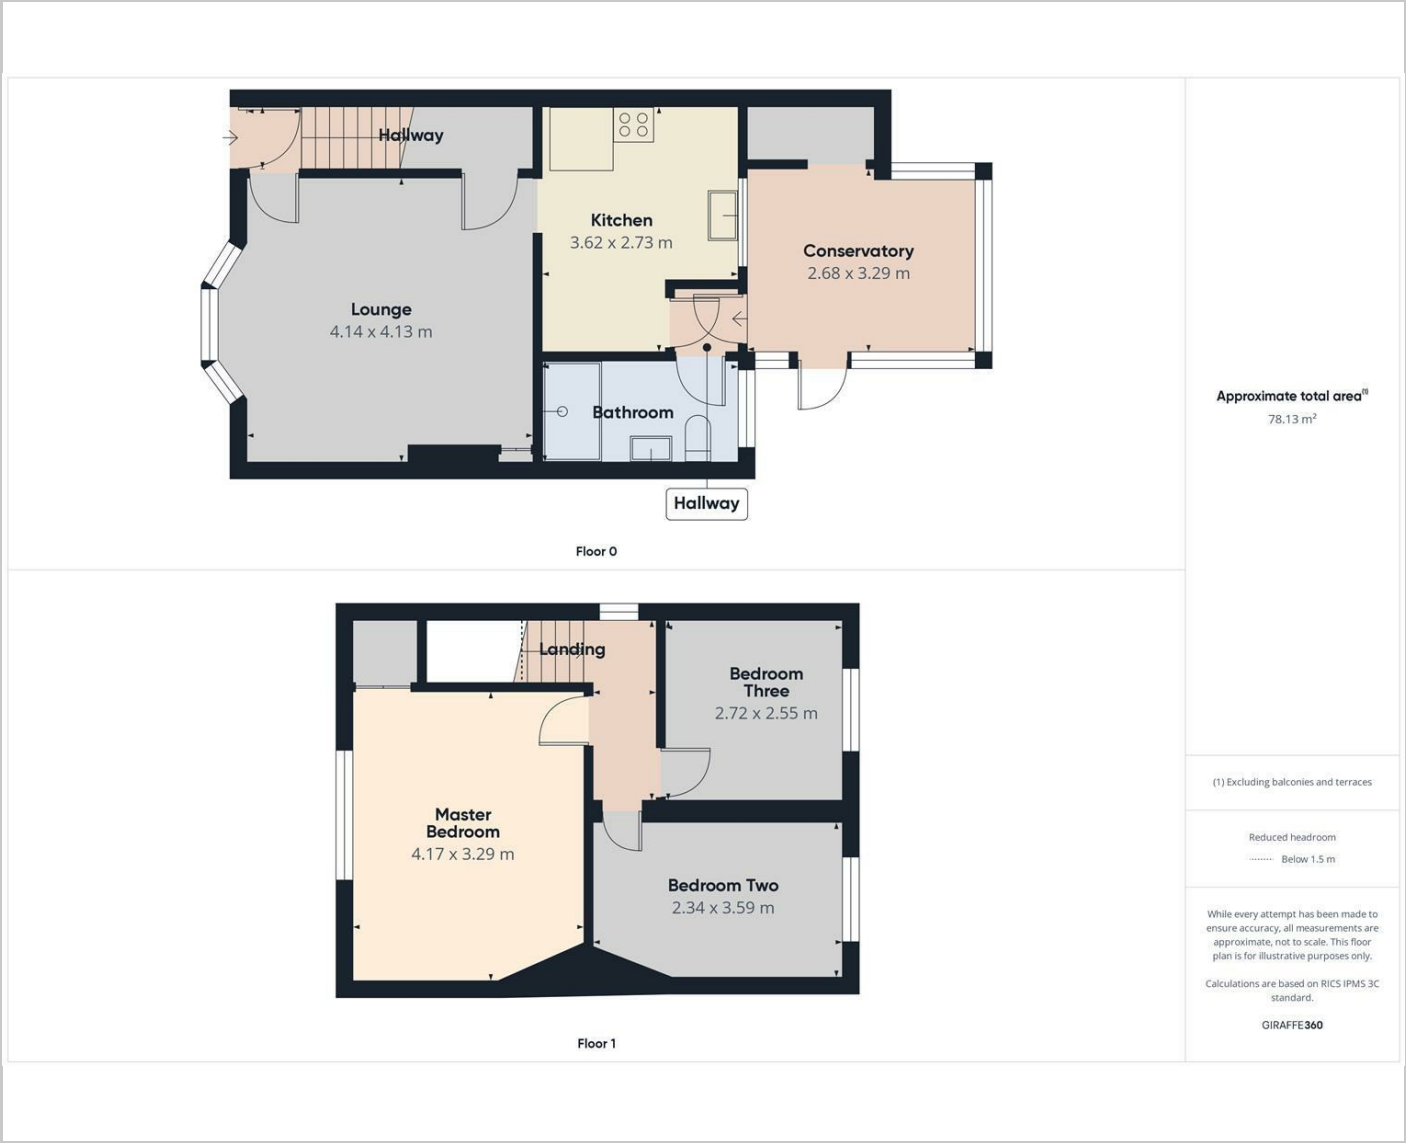 Hallway
Kitchen
3.62 x 2.73 m
Conservatory
2.68 x 3.29 m
Lounge
4.14 x 4.13 m
Bathroom
Hallway
Floor 0
Landing
Bedroom
Three
2.72 x 2.55 m
Master
Bedroom
4.17 x 3.29 m
Bedroom Two
2.34 x 3.59 m
Floor 1
Approximate total area(1)
78.13 m²
(1) Excluding balconies and terraces
Reduced headroom
Below 1.5 m
While every attempt has been made to
ensure accuracy, all measurements are
approximate, not to scale. This floor
plan is for illustrative purposes only.
Calculations are based on RICS IPMS 3C
standard.
GIRAFFE360